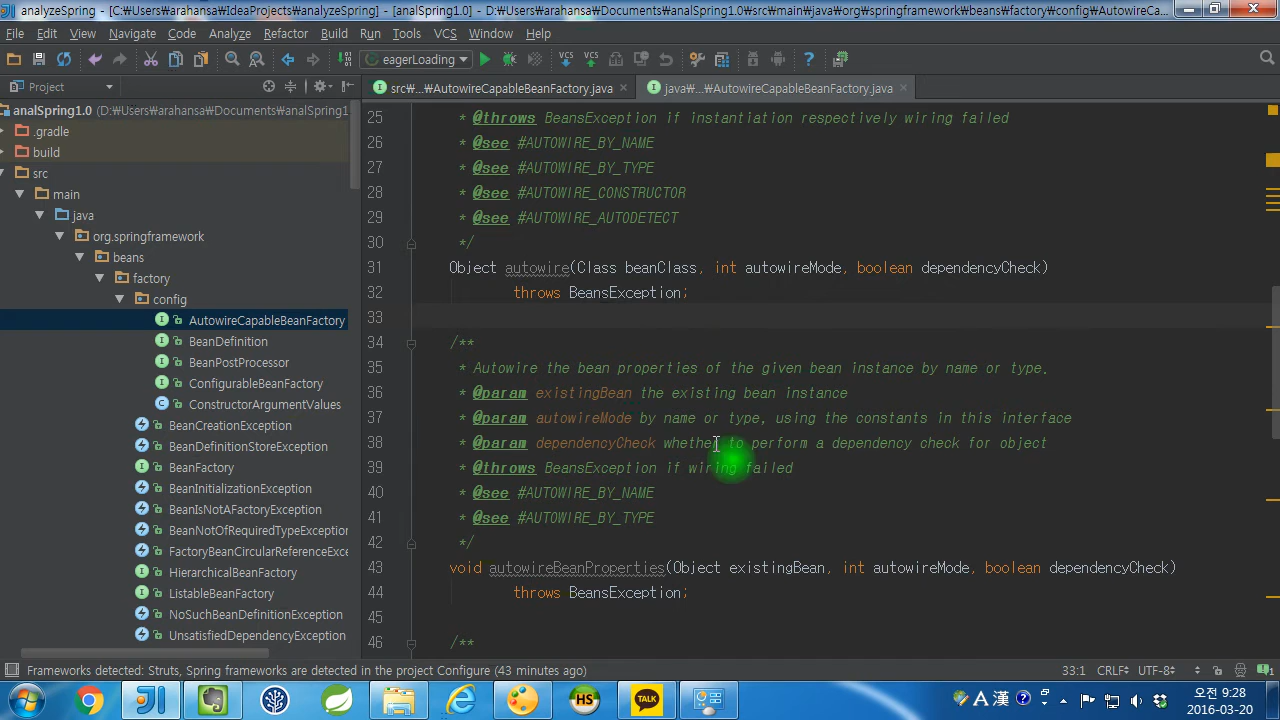 analyzeSpring - [C:₩Users₩arahansa₩IdeaProjects₩analyzeSpring] - [analSpring1.0] - D:₩Users₩arahansa₩Documents₩analSpring1.0₩src₩main₩java₩org₩springframework₩beans₩factory₩config₩AutowireCa...
File Edit View Navigate Code Analyze Refactor Build Run Tools VCS Window Help
eagerLoading VCS VCS
Project
src₩...₩AutowireCapableBeanFactory.java
java₩...₩AutowireCapableBeanFactory.java
analSpring1.0 (D:₩Users₩arahansa₩Documents₩analSpring1
.gradle
build
src
main
java
org.springframework
beans
factory
config
AutowireCapableBeanFactory
BeanDefinition
BeanPostProcessor
ConfigurableBeanFactory
ConstructorArgumentValues
BeanCreationException
BeanDefinitionStoreException
BeanFactory
BeanInitializationException
BeanIsNotAFactoryException
BeanNotOfRequiredTypeException
FactoryBeanCircularReferenceExce
HierarchicalBeanFactory
ListableBeanFactory
NoSuchBeanDefinitionException
UnsatisfiedDependencyException
25 * @throws BeansException if instantiation respectively wiring failed
26 * @see #AUTOWIRE_BY_NAME
27 * @see #AUTOWIRE_BY_TYPE
28 * @see #AUTOWIRE_CONSTRUCTOR
29 * @see #AUTOWIRE_AUTODETECT
30 */
31 Object autowire(Class beanClass, int autowireMode, boolean dependencyCheck)
32 throws BeansException;
33
34 /**
35 * Autowire the bean properties of the given bean instance by name or type.
36 * @param existingBean the existing bean instance
37 * @param autowireMode by name or type, using the constants in this interface
38 * @param dependencyCheck whether to perform a dependency check for object
39 * @throws BeansException if wiring failed
40 * @see #AUTOWIRE_BY_NAME
41 * @see #AUTOWIRE_BY_TYPE
42 */
43 void autowireBeanProperties(Object existingBean, int autowireMode, boolean dependencyCheck)
44 throws BeansException;
45
46 /**
Frameworks detected: Struts, Spring frameworks are detected in the project Configure (43 minutes ago)
33:1 CRLF UTF-8
1
JI HS TALK
A 漢
오전 9:28
2016-03-20